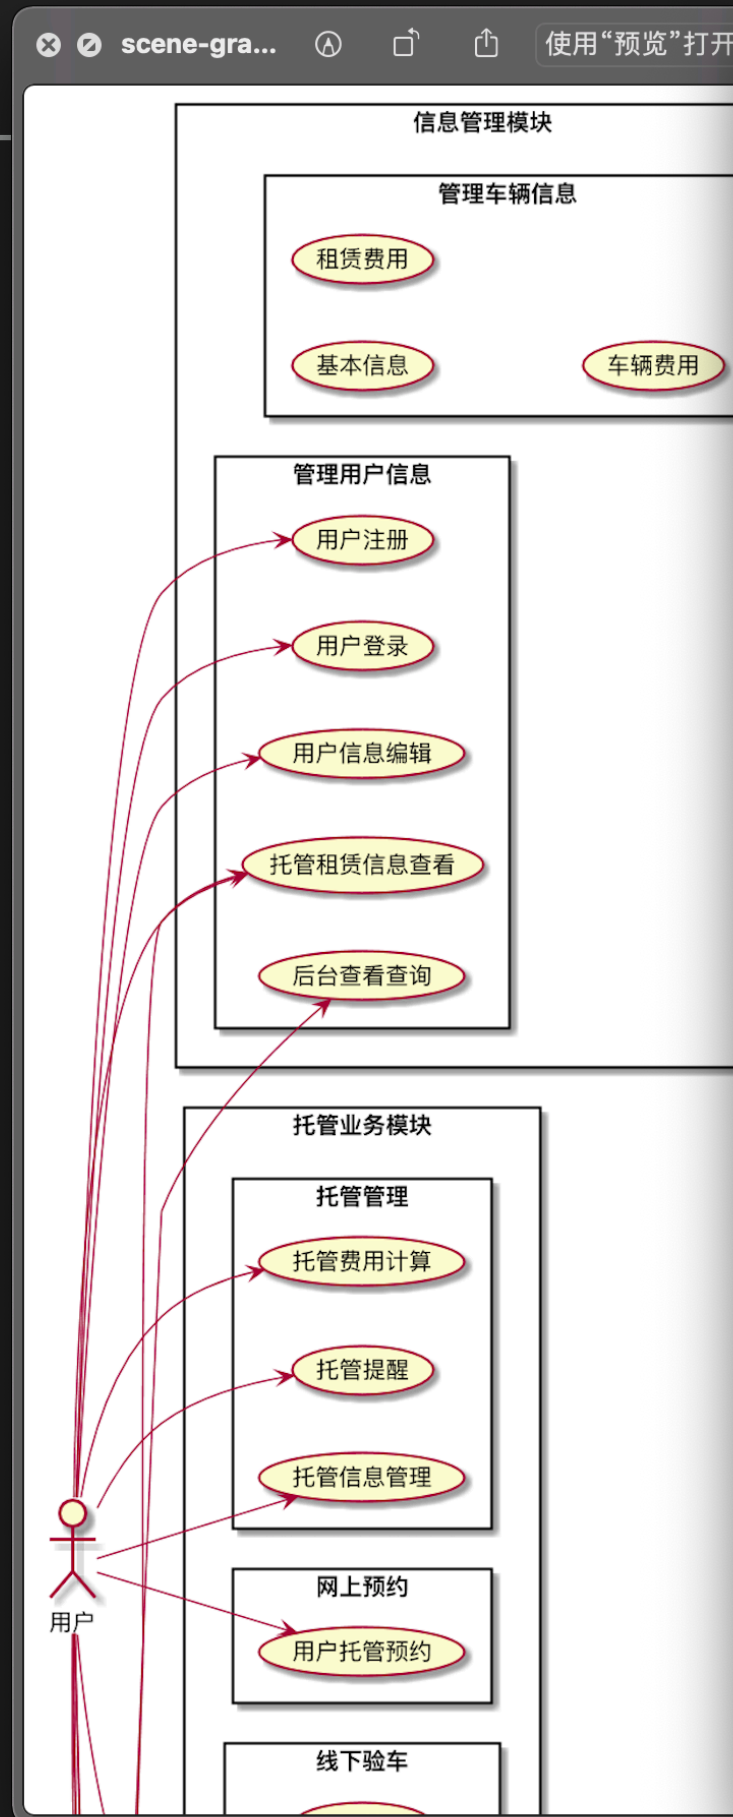 scene-gra...
使用“预览”打开
信息管理模块
管理车辆信息
租赁费用
基本信息
车辆费用
管理用户信息
用户注册
用户登录
用户信息编辑
托管租赁信息查看
后台查看查询
托管业务模块
托管管理
托管费用计算
托管提醒
托管信息管理
用户
网上预约
用户托管预约
线下验车